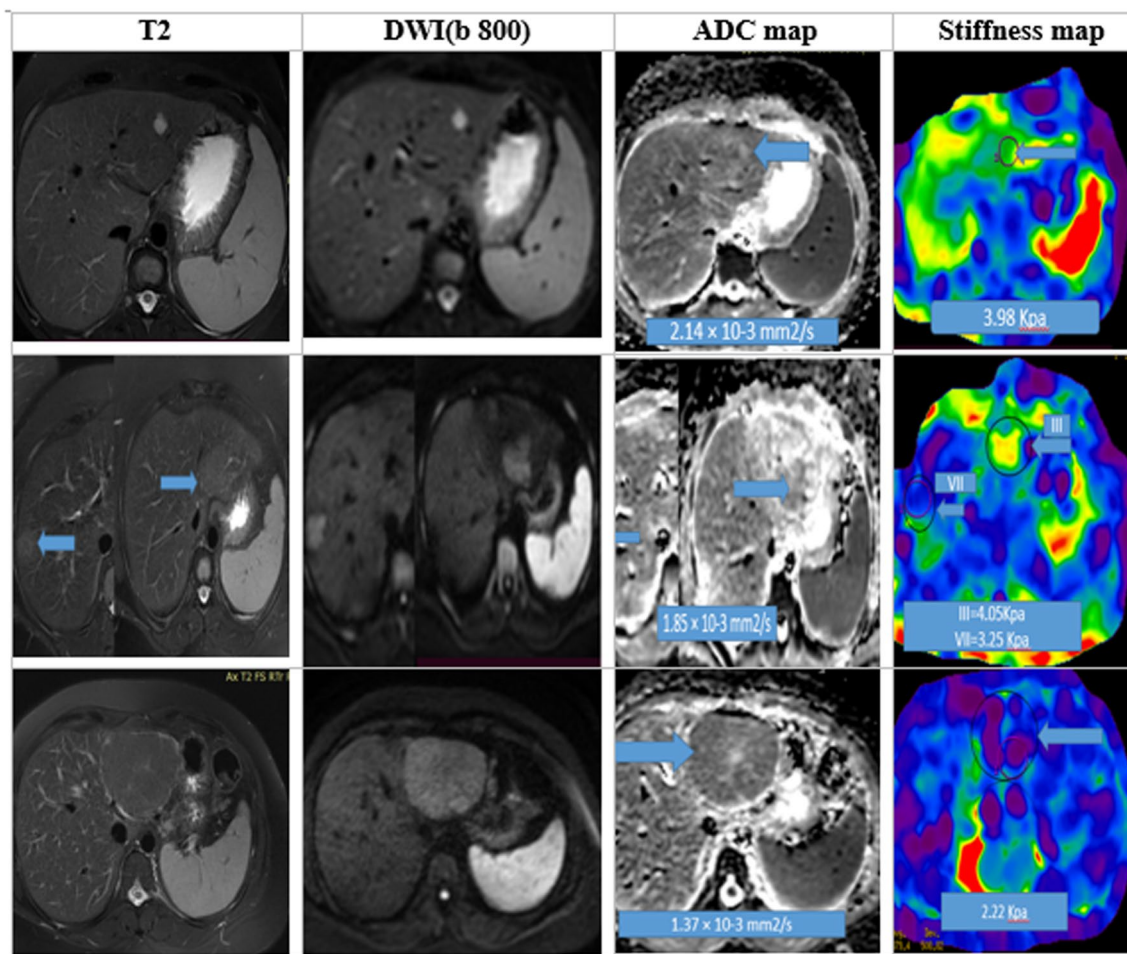 T2 DWI(b 800) ADC map Stiffness map
2.14 × 10-3 mm2/s
3.98 Kpa
III
VII
1.85 × 10-3 mm2/s
III=4.05Kpa
VII=3.25 Kpa
Ax T2 FS RTr
1.37 × 10-3 mm2/s
2.22 Kpa